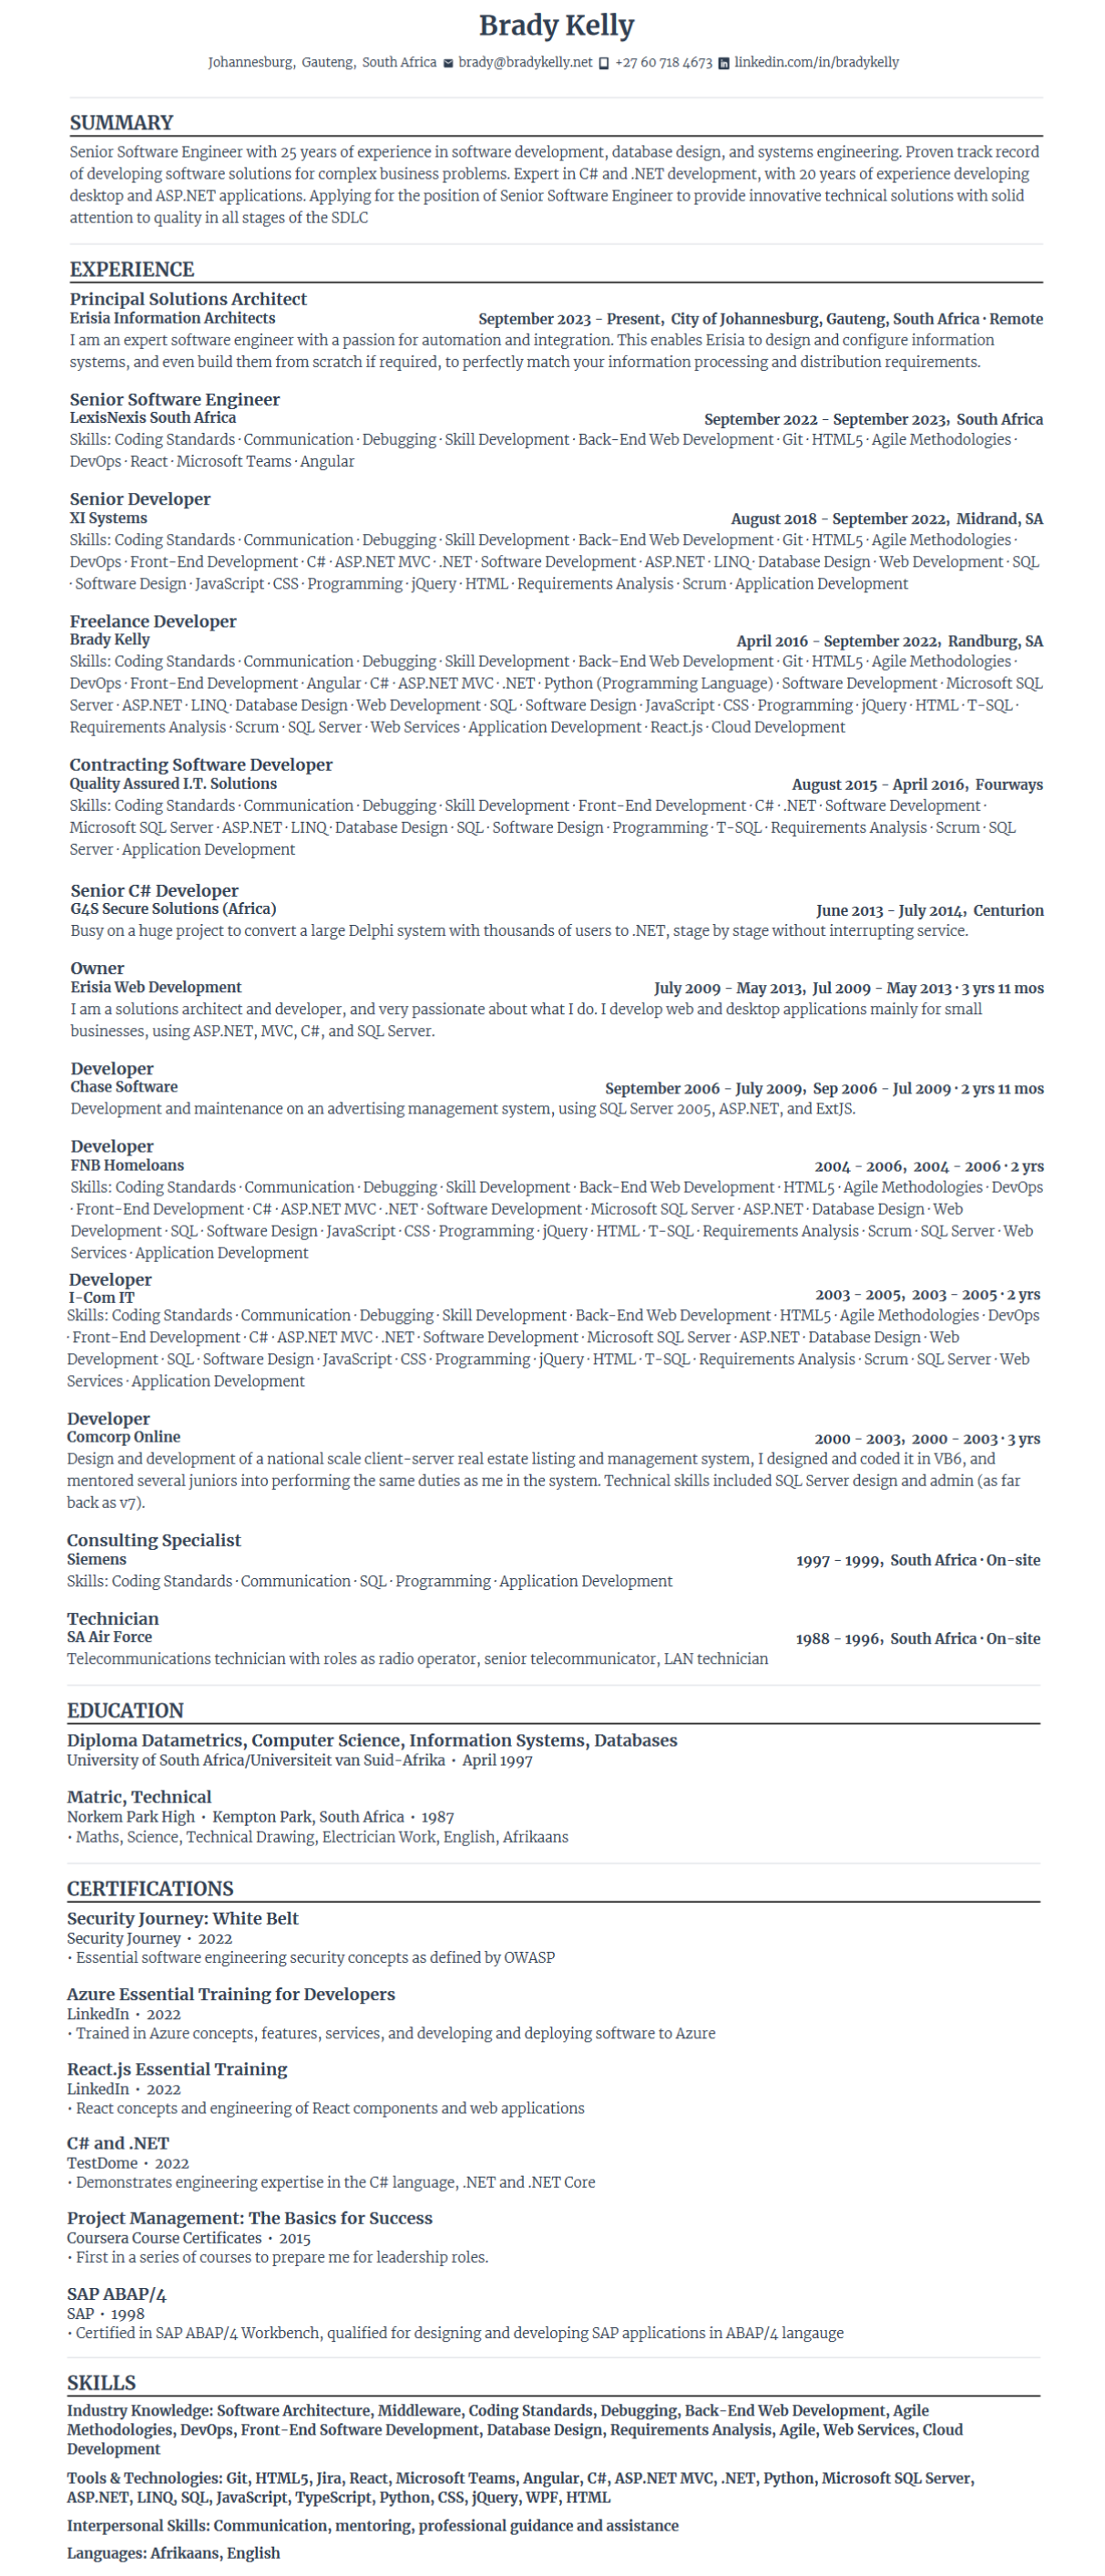 Brady Kelly
Johannesburg, Gauteng, South Africa brady@bradykelly.net +27 60 718 4673 linkedin.com/in/bradykelly
SUMMARY
Senior Software Engineer with 25 years of experience in software development, database design, and systems engineering. Proven track record
of developing software solutions for complex business problems. Expert in C# and .NET development, with 20 years of experience developing
desktop and ASP.NET applications. Applying for the position of Senior Software Engineer to provide innovative technical solutions with solid
attention to quality in all stages of the SDLC
EXPERIENCE
Principal Solutions Architect
Erisia Information Architects September 2023 - Present, City of Johannesburg, Gauteng, South Africa · Remote
I am an expert software engineer with a passion for automation and integration. This enables Erisia to design and configure information
systems, and even build them from scratch if required, to perfectly match your information processing and distribution requirements.
Senior Software Engineer
LexisNexis South Africa September 2022 - September 2023, South Africa
Skills: Coding Standards · Communication · Debugging · Skill Development · Back-End Web Development · Git · HTML5 · Agile Methodologies ·
DevOps · React · Microsoft Teams · Angular
Senior Developer
XI Systems August 2018 - September 2022, Midrand, SA
Skills: Coding Standards · Communication · Debugging · Skill Development · Back-End Web Development · Git · HTML5 · Agile Methodologies ·
DevOps · Front-End Development · C# · ASP.NET MVC · .NET · Software Development · ASP.NET · LINQ · Database Design · Web Development · SQL
· Software Design · JavaScript · CSS · Programming · jQuery · HTML · Requirements Analysis · Scrum · Application Development
Freelance Developer
Brady Kelly April 2016 - September 2022, Randburg, SA
Skills: Coding Standards · Communication · Debugging · Skill Development · Back-End Web Development · Git · HTML5 · Agile Methodologies ·
DevOps · Front-End Development · Angular · C# · ASP.NET MVC · .NET · Python (Programming Language) · Software Development · Microsoft SQL
Server · ASP.NET · LINQ · Database Design · Web Development · SQL · Software Design · JavaScript · CSS · Programming · jQuery · HTML · T-SQL ·
Requirements Analysis · Scrum · SQL Server · Web Services · Application Development · React.js · Cloud Development
Contracting Software Developer
Quality Assured I.T. Solutions August 2015 - April 2016, Fourways
Skills: Coding Standards · Communication · Debugging · Skill Development · Front-End Development · C# · .NET · Software Development ·
Microsoft SQL Server · ASP.NET · LINQ · Database Design · SQL · Software Design · Programming · T-SQL · Requirements Analysis · Scrum · SQL
Server · Application Development
Senior C# Developer
G4S Secure Solutions (Africa) June 2013 - July 2014, Centurion
Busy on a huge project to convert a large Delphi system with thousands of users to .NET, stage by stage without interrupting service.
Owner
Erisia Web Development July 2009 - May 2013, Jul 2009 - May 2013 · 3 yrs 11 mos
I am a solutions architect and developer, and very passionate about what I do. I develop web and desktop applications mainly for small
businesses, using ASP.NET, MVC, C#, and SQL Server.
Developer
Chase Software September 2006 - July 2009, Sep 2006 - Jul 2009 · 2 yrs 11 mos
Development and maintenance on an advertising management system, using SQL Server 2005, ASP.NET, and ExtJS.
Developer
FNB Homeloans 2004 - 2006, 2004 - 2006 · 2 yrs
Skills: Coding Standards · Communication · Debugging · Skill Development · Back-End Web Development · HTML5 · Agile Methodologies · DevOps
· Front-End Development · C# · ASP.NET MVC · .NET · Software Development · Microsoft SQL Server · ASP.NET · Database Design · Web
Development · SQL · Software Design · JavaScript · CSS · Programming · jQuery · HTML · T-SQL · Requirements Analysis · Scrum · SQL Server · Web
Services · Application Development
Developer
I-Com IT 2003 - 2005, 2003 - 2005 · 2 yrs
Skills: Coding Standards · Communication · Debugging · Skill Development · Back-End Web Development · HTML5 · Agile Methodologies · DevOps
· Front-End Development · C# · ASP.NET MVC · .NET · Software Development · Microsoft SQL Server · ASP.NET · Database Design · Web
Development · SQL · Software Design · JavaScript · CSS · Programming · jQuery · HTML · T-SQL · Requirements Analysis · Scrum · SQL Server · Web
Services · Application Development
Developer
Comcorp Online 2000 - 2003, 2000 - 2003 · 3 yrs
Design and development of a national scale client-server real estate listing and management system, I designed and coded it in VB6, and
mentored several juniors into performing the same duties as me in the system. Technical skills included SQL Server design and admin (as far
back as v7).
Consulting Specialist
Siemens 1997 - 1999, South Africa · On-site
Skills: Coding Standards · Communication · SQL · Programming · Application Development
Technician
SA Air Force 1988 - 1996, South Africa · On-site
Telecommunications technician with roles as radio operator, senior telecommunicator, LAN technician
EDUCATION
Diploma Datametrics, Computer Science, Information Systems, Databases
University of South Africa/Universiteit van Suid-Afrika • April 1997
Matric, Technical
Norkem Park High • Kempton Park, South Africa • 1987
• Maths, Science, Technical Drawing, Electrician Work, English, Afrikaans
CERTIFICATIONS
Security Journey: White Belt
Security Journey • 2022
• Essential software engineering security concepts as defined by OWASP
Azure Essential Training for Developers
LinkedIn • 2022
• Trained in Azure concepts, features, services, and developing and deploying software to Azure
React.js Essential Training
LinkedIn • 2022
• React concepts and engineering of React components and web applications
C# and .NET
TestDome • 2022
• Demonstrates engineering expertise in the C# language, .NET and .NET Core
Project Management: The Basics for Success
Coursera Course Certificates • 2015
• First in a series of courses to prepare me for leadership roles.
SAP ABAP/4
SAP • 1998
• Certified in SAP ABAP/4 Workbench, qualified for designing and developing SAP applications in ABAP/4 langauge
SKILLS
Industry Knowledge: Software Architecture, Middleware, Coding Standards, Debugging, Back-End Web Development, Agile
Methodologies, DevOps, Front-End Software Development, Database Design, Requirements Analysis, Agile, Web Services, Cloud
Development
Tools & Technologies: Git, HTML5, Jira, React, Microsoft Teams, Angular, C#, ASP.NET MVC, .NET, Python, Microsoft SQL Server,
ASP.NET, LINQ, SQL, JavaScript, TypeScript, Python, CSS, jQuery, WPF, HTML
Interpersonal Skills: Communication, mentoring, professional guidance and assistance
Languages: Afrikaans, English